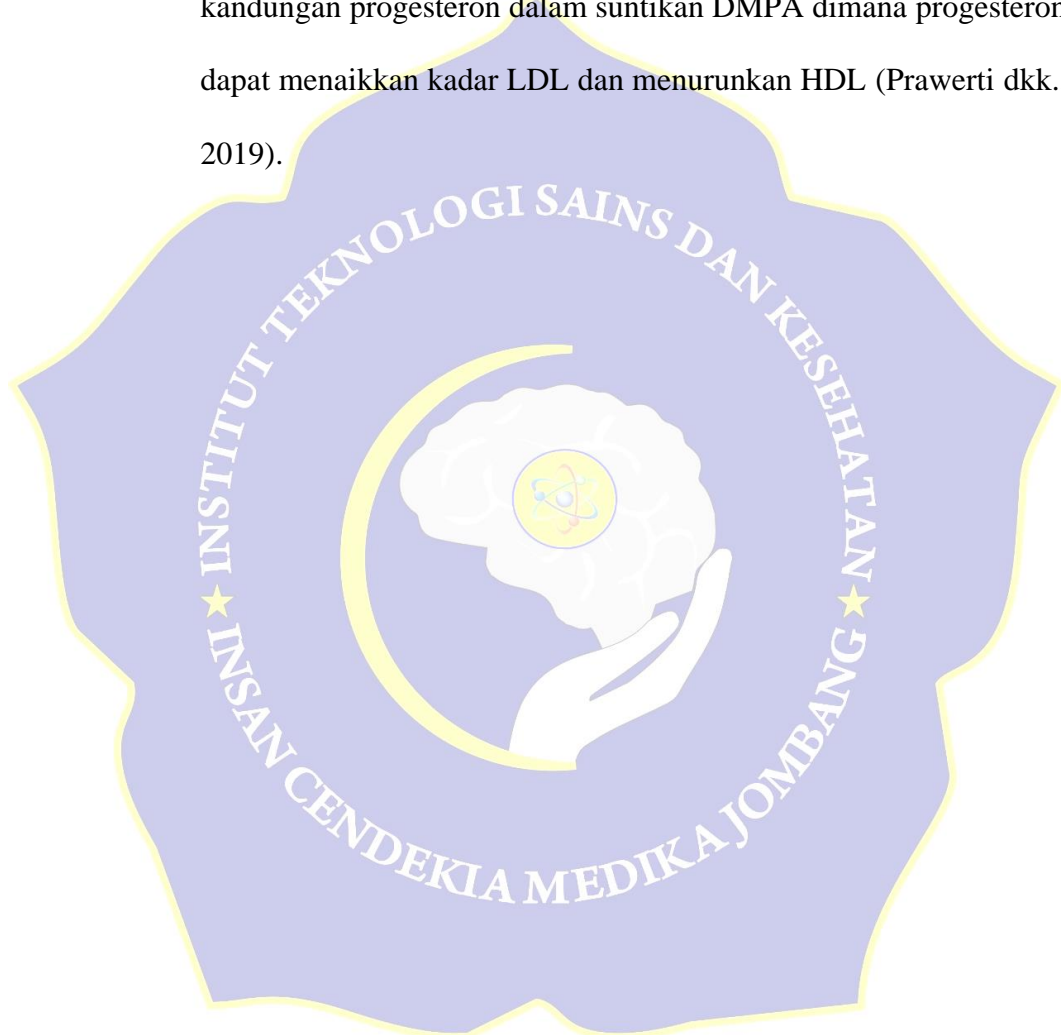 kandungan progesteron dalam suntikan DMPA dimana progesteron
dapat menaikkan kadar LDL dan menurunkan HDL (Prawerti dkk.
2019).
INSTITUT TEKNOLOGI SAINS DAN KESEHATAN
INSAN CENDEKIA MEDIKA JOMBANG